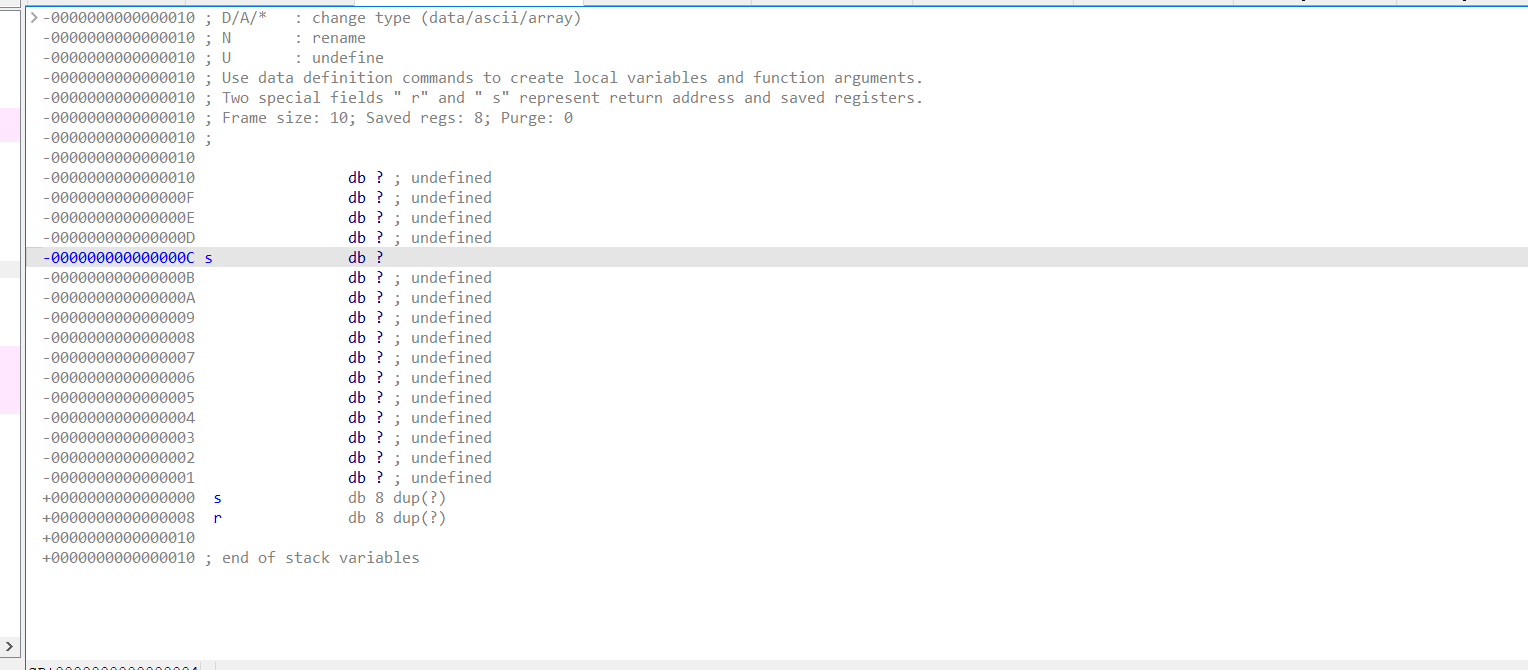 -0000000000000010 ; D/A/*   : change type (data/ascii/array)
-0000000000000010 ; N       : rename
-0000000000000010 ; U       : undefine
-0000000000000010 ; Use data definition commands to create local variables and function arguments.
-0000000000000010 ; Two special fields " r" and " s" represent return address and saved registers.
-0000000000000010 ; Frame size: 10; Saved regs: 8; Purge: 0
-0000000000000010 ;
-0000000000000010
-0000000000000010                 db ? ; undefined
-000000000000000F                 db ? ; undefined
-000000000000000E                 db ? ; undefined
-000000000000000D                 db ? ; undefined
-000000000000000C s               db ?
-000000000000000B                 db ? ; undefined
-000000000000000A                 db ? ; undefined
-0000000000000009                 db ? ; undefined
-0000000000000008                 db ? ; undefined
-0000000000000007                 db ? ; undefined
-0000000000000006                 db ? ; undefined
-0000000000000005                 db ? ; undefined
-0000000000000004                 db ? ; undefined
-0000000000000003                 db ? ; undefined
-0000000000000002                 db ? ; undefined
-0000000000000001                 db ? ; undefined
+0000000000000000  s              db 8 dup(?)
+0000000000000008  r              db 8 dup(?)
+0000000000000010
+0000000000000010 ; end of stack variables